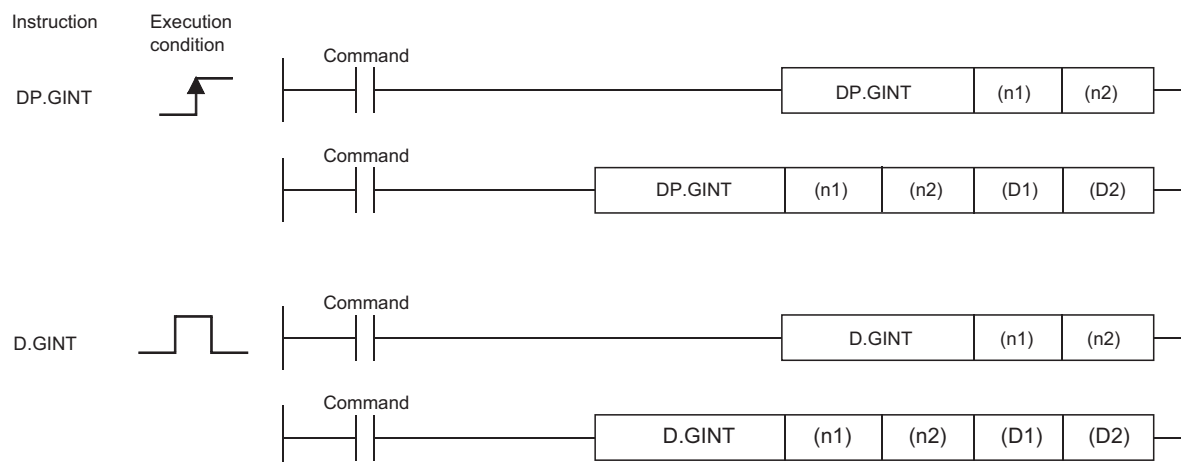 Instruction Execution condition
Command
DP.GINT DP.GINT (n1) (n2)
Command
DP.GINT (n1) (n2) (D1) (D2)
Command
D.GINT D.GINT (n1) (n2)
Command
D.GINT (n1) (n2) (D1) (D2)